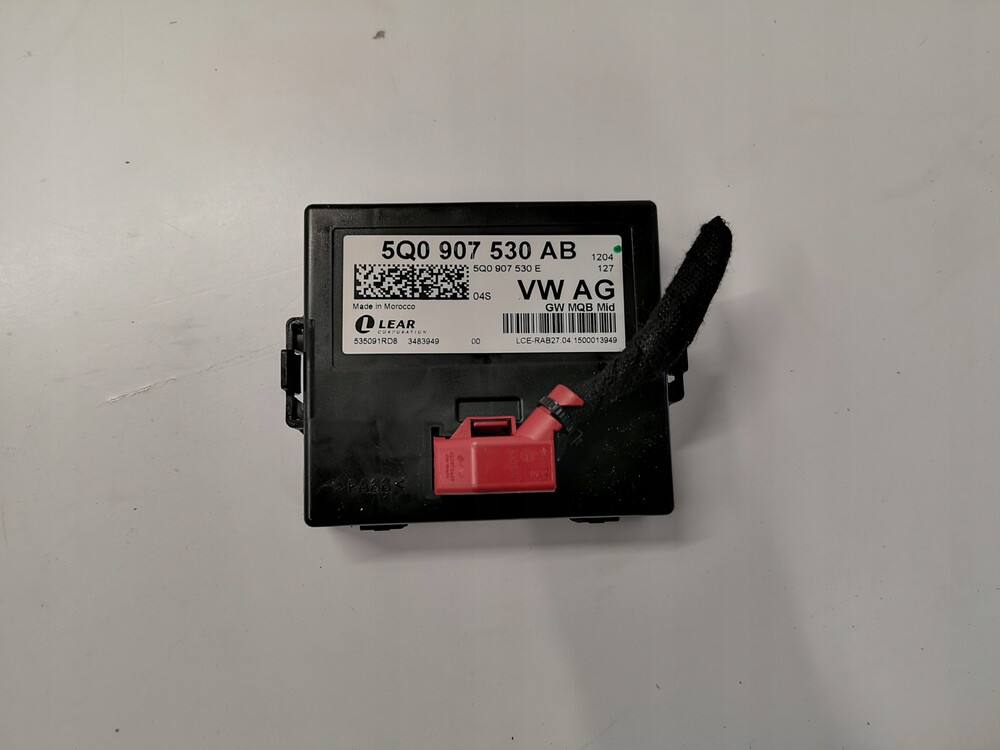 5Q0 907 530 AB 1204
5Q0 907 530 E 127
04S VW AG
Made in Morocco GW MQB Mid
LEAR
CORPORATION
535091RD8 3483949 00 LCE-RAB27.04 1500013949